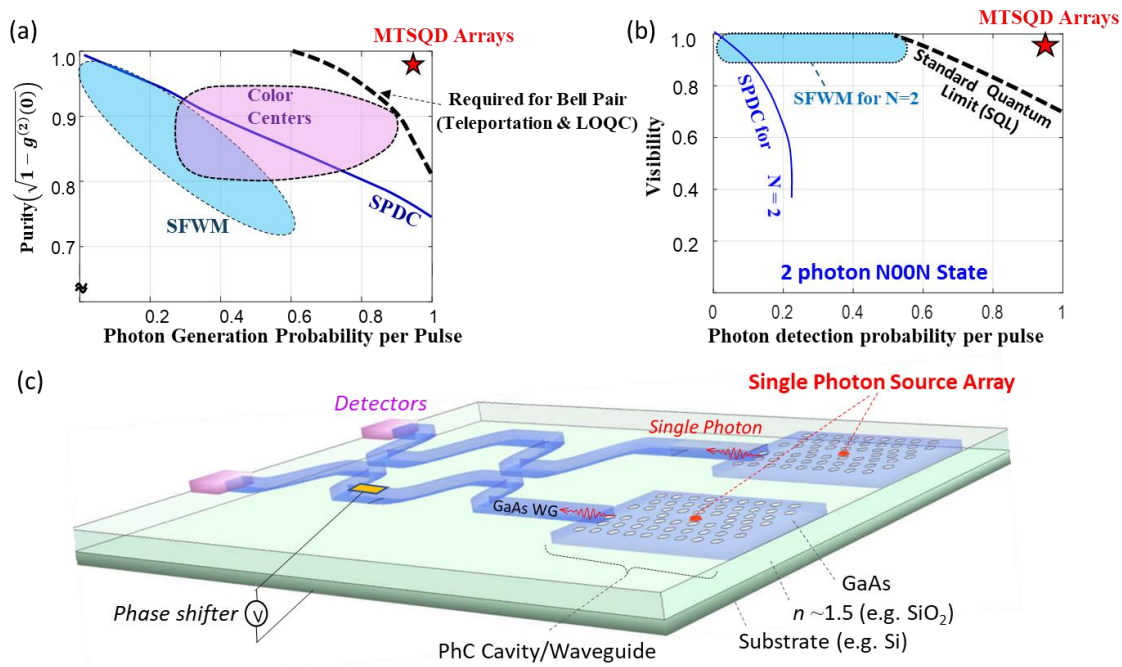 (a)
MTSQD Arrays
Color
Centers
Required for Bell Pair
(Teleportation & LOQC)
SFWM
SPDC
Purity(√1 − g⁽²⁾(0))
1.0
0.9
0.8
0.7
≈
0.2
0.4
0.6
0.8
1
Photon Generation Probability per Pulse
(b)
MTSQD Arrays
Standard Quantum
Limit (SQL)
SFWM for N=2
SPDC for
N = 2
Visibility
1.0
0.8
0.6
0.4
0.2
2 photon N00N State
0
0.2
0.4
0.6
0.8
1
Photon detection probability per pulse
(c)
Single Photon Source Array
Detectors
Single Photon
GaAs WG
GaAs
Phase shifter
V
n ~1.5 (e.g. SiO₂)
Substrate (e.g. Si)
PhC Cavity/Waveguide